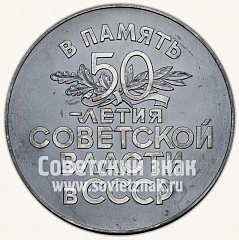 В ПАМЯТЬ
50
-ЛЕТИЯ
СОВЕТСКОЙ
ВЛАСТИ
В СССР
Советский знак
www.sovietznak.ru